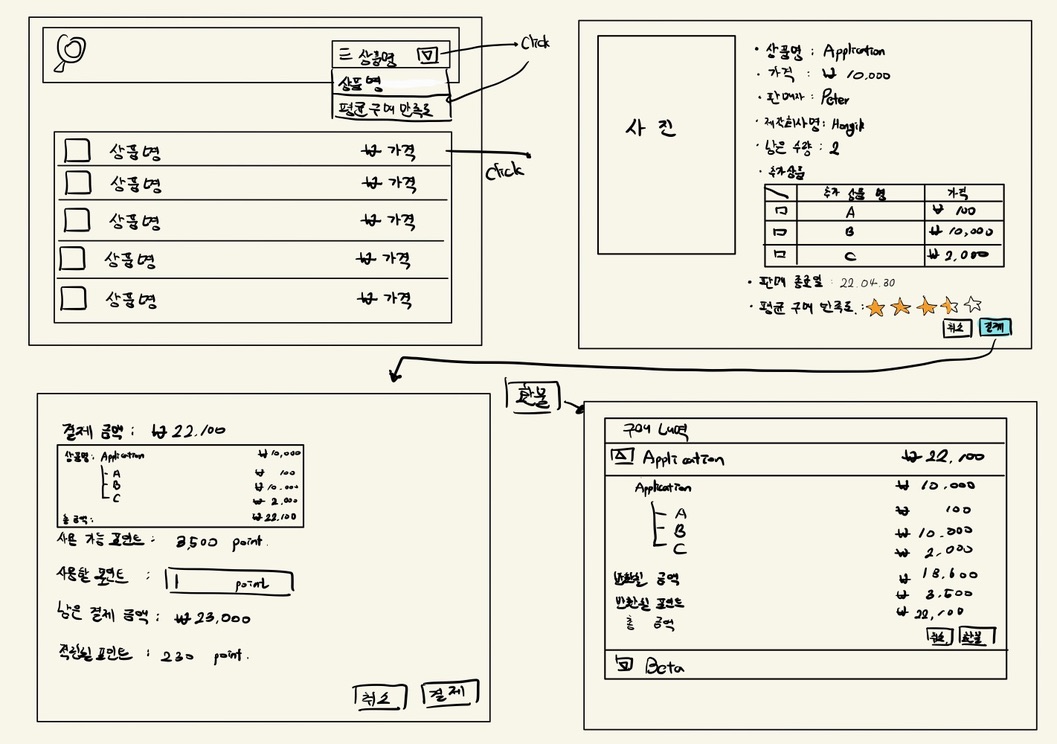 三 상품명 ▽
Click
상품명
평균 구매 만족도
상품명 ₩ 가격
Click
상품명 ₩ 가격
상품명 ₩ 가격
상품명 ₩ 가격
상품명 ₩ 가격
사진
· 상품명 : Application
· 가격 : ₩ 10,000
· 판매자 : Peter
· 제작회사명 : Hongik
· 남은 수량 : 2
· 추가상품
추가 상품 명 가격
A ₩ 100
B ₩ 10,000
C ₩ 2,000
· 판매 종료일 : 22.04.30
· 평균 구매 만족도 :
취소 결제
결제 금액 : ₩ 22,100
상품명 : Application ₩ 10,000
A ₩ 100
B ₩ 10,000
C ₩ 2,000
총 금액 : ₩ 22,100
사용 가능 포인트 : 3,500 point.
사용할 포인트 : point
남은 결제 금액 : ₩ 23,000
적립될 포인트 : 230 point.
취소 결제
환불
구매 내역
Application ₩ 22,100
Application ₩ 10,000
A ₩ 100
B ₩ 10,000
C ₩ 2,000
반환될 금액 ₩ 18,600
반환될 포인트 ₩ 3,500
총 금액 ₩ 22,100
취소 환불
Beta